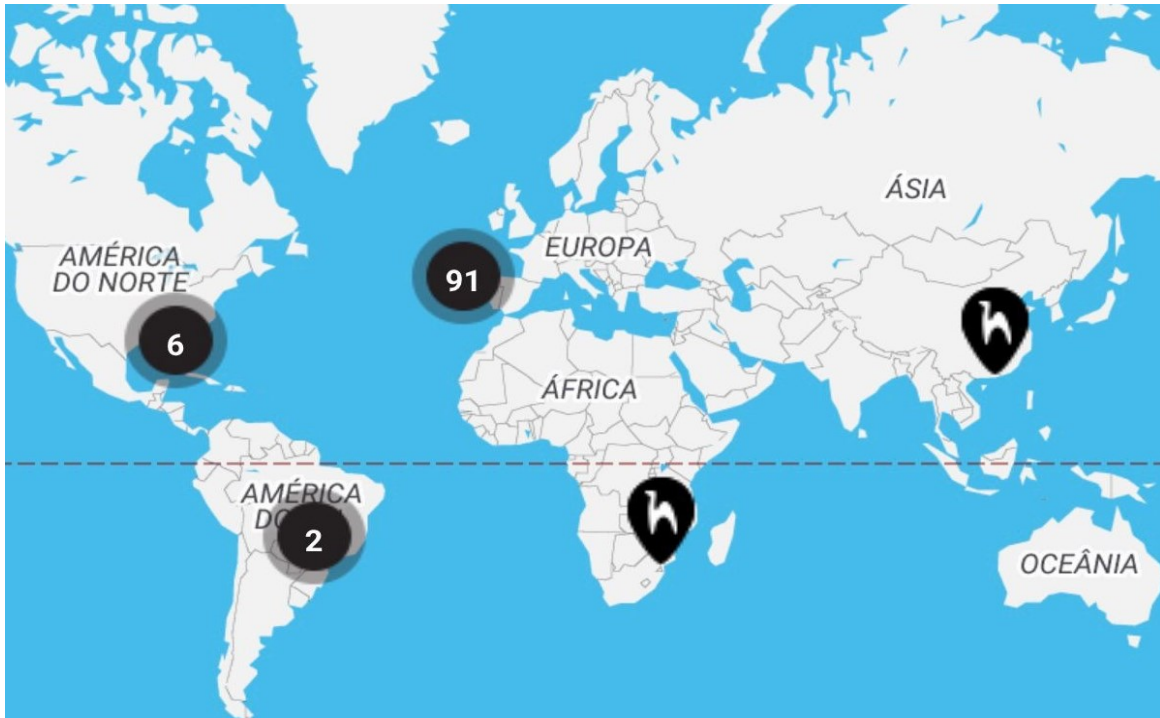 ÁSIA
AMÉRICA
DO NORTE
EUROPA
91
6
ÁFRICA
AMÉRICA
2
OCEÂNIA